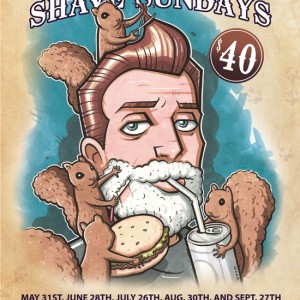 SHAVE SUNDAYS
$40
MAY 31ST, JUNE 28TH, JULY 26TH, AUG. 30TH, AND SEPT. 27TH